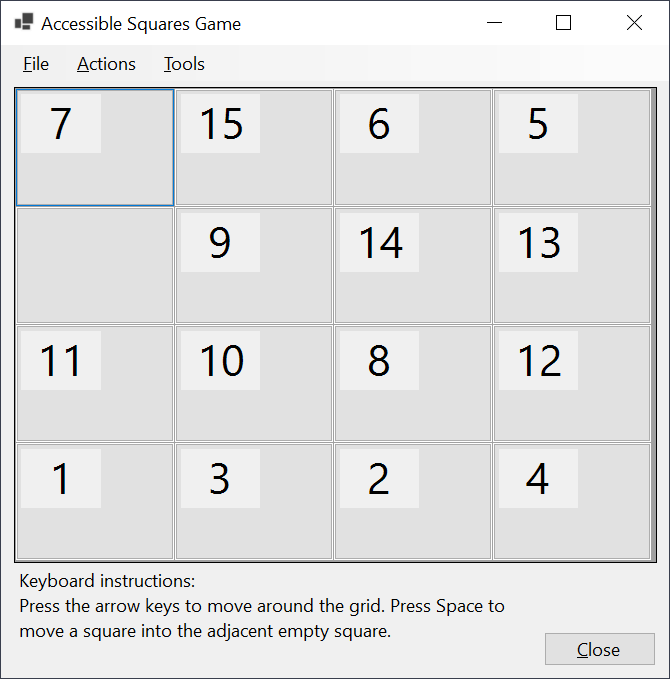 Accessible Squares Game
File Actions Tools
7 15 6 5
9 14 13
11 10 8 12
1 3 2 4
Keyboard instructions:
Press the arrow keys to move around the grid. Press Space to
move a square into the adjacent empty square.
Close